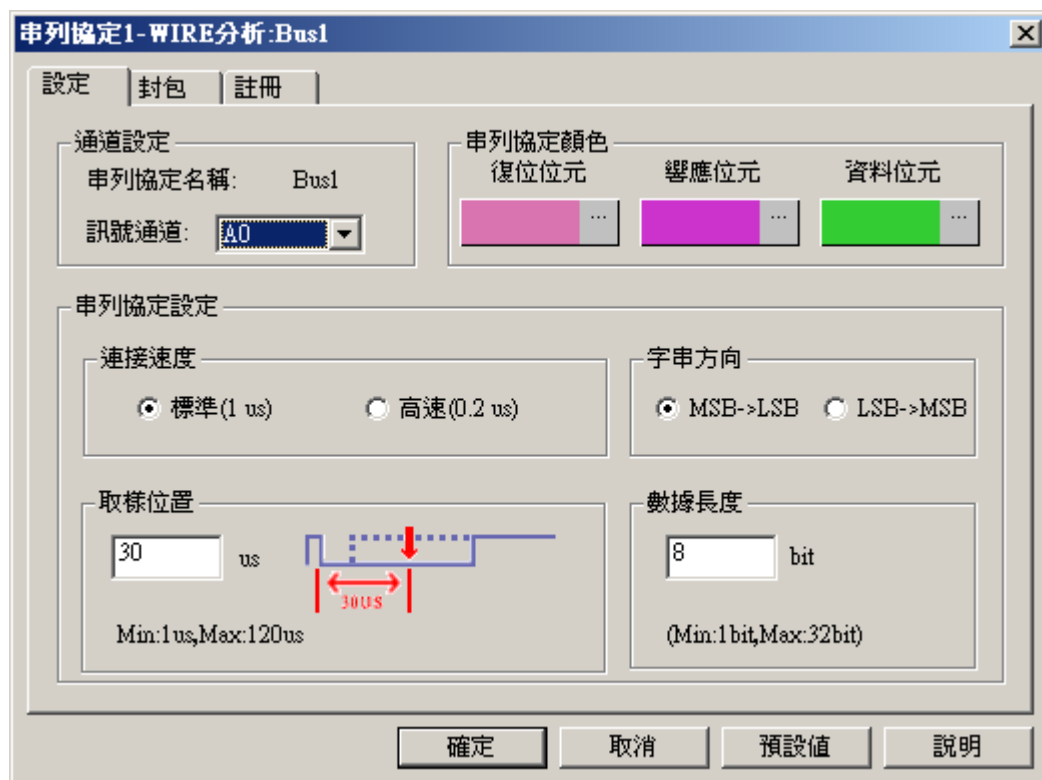 串列協定1-WIRE分析:Bus1
設定 封包 註冊
通道設定
串列協定名稱: Bus1
訊號通道: A0
串列協定顏色
復位位元 響應位元 資料位元
... ... ...
串列協定設定
連接速度
標準(1 us) 高速(0.2 us)
字串方向
MSB->LSB LSB->MSB
取樣位置
30 us
30US
Min:1us,Max:120us
數據長度
8 bit
(Min:1bit,Max:32bit)
確定 取消 預設值 說明